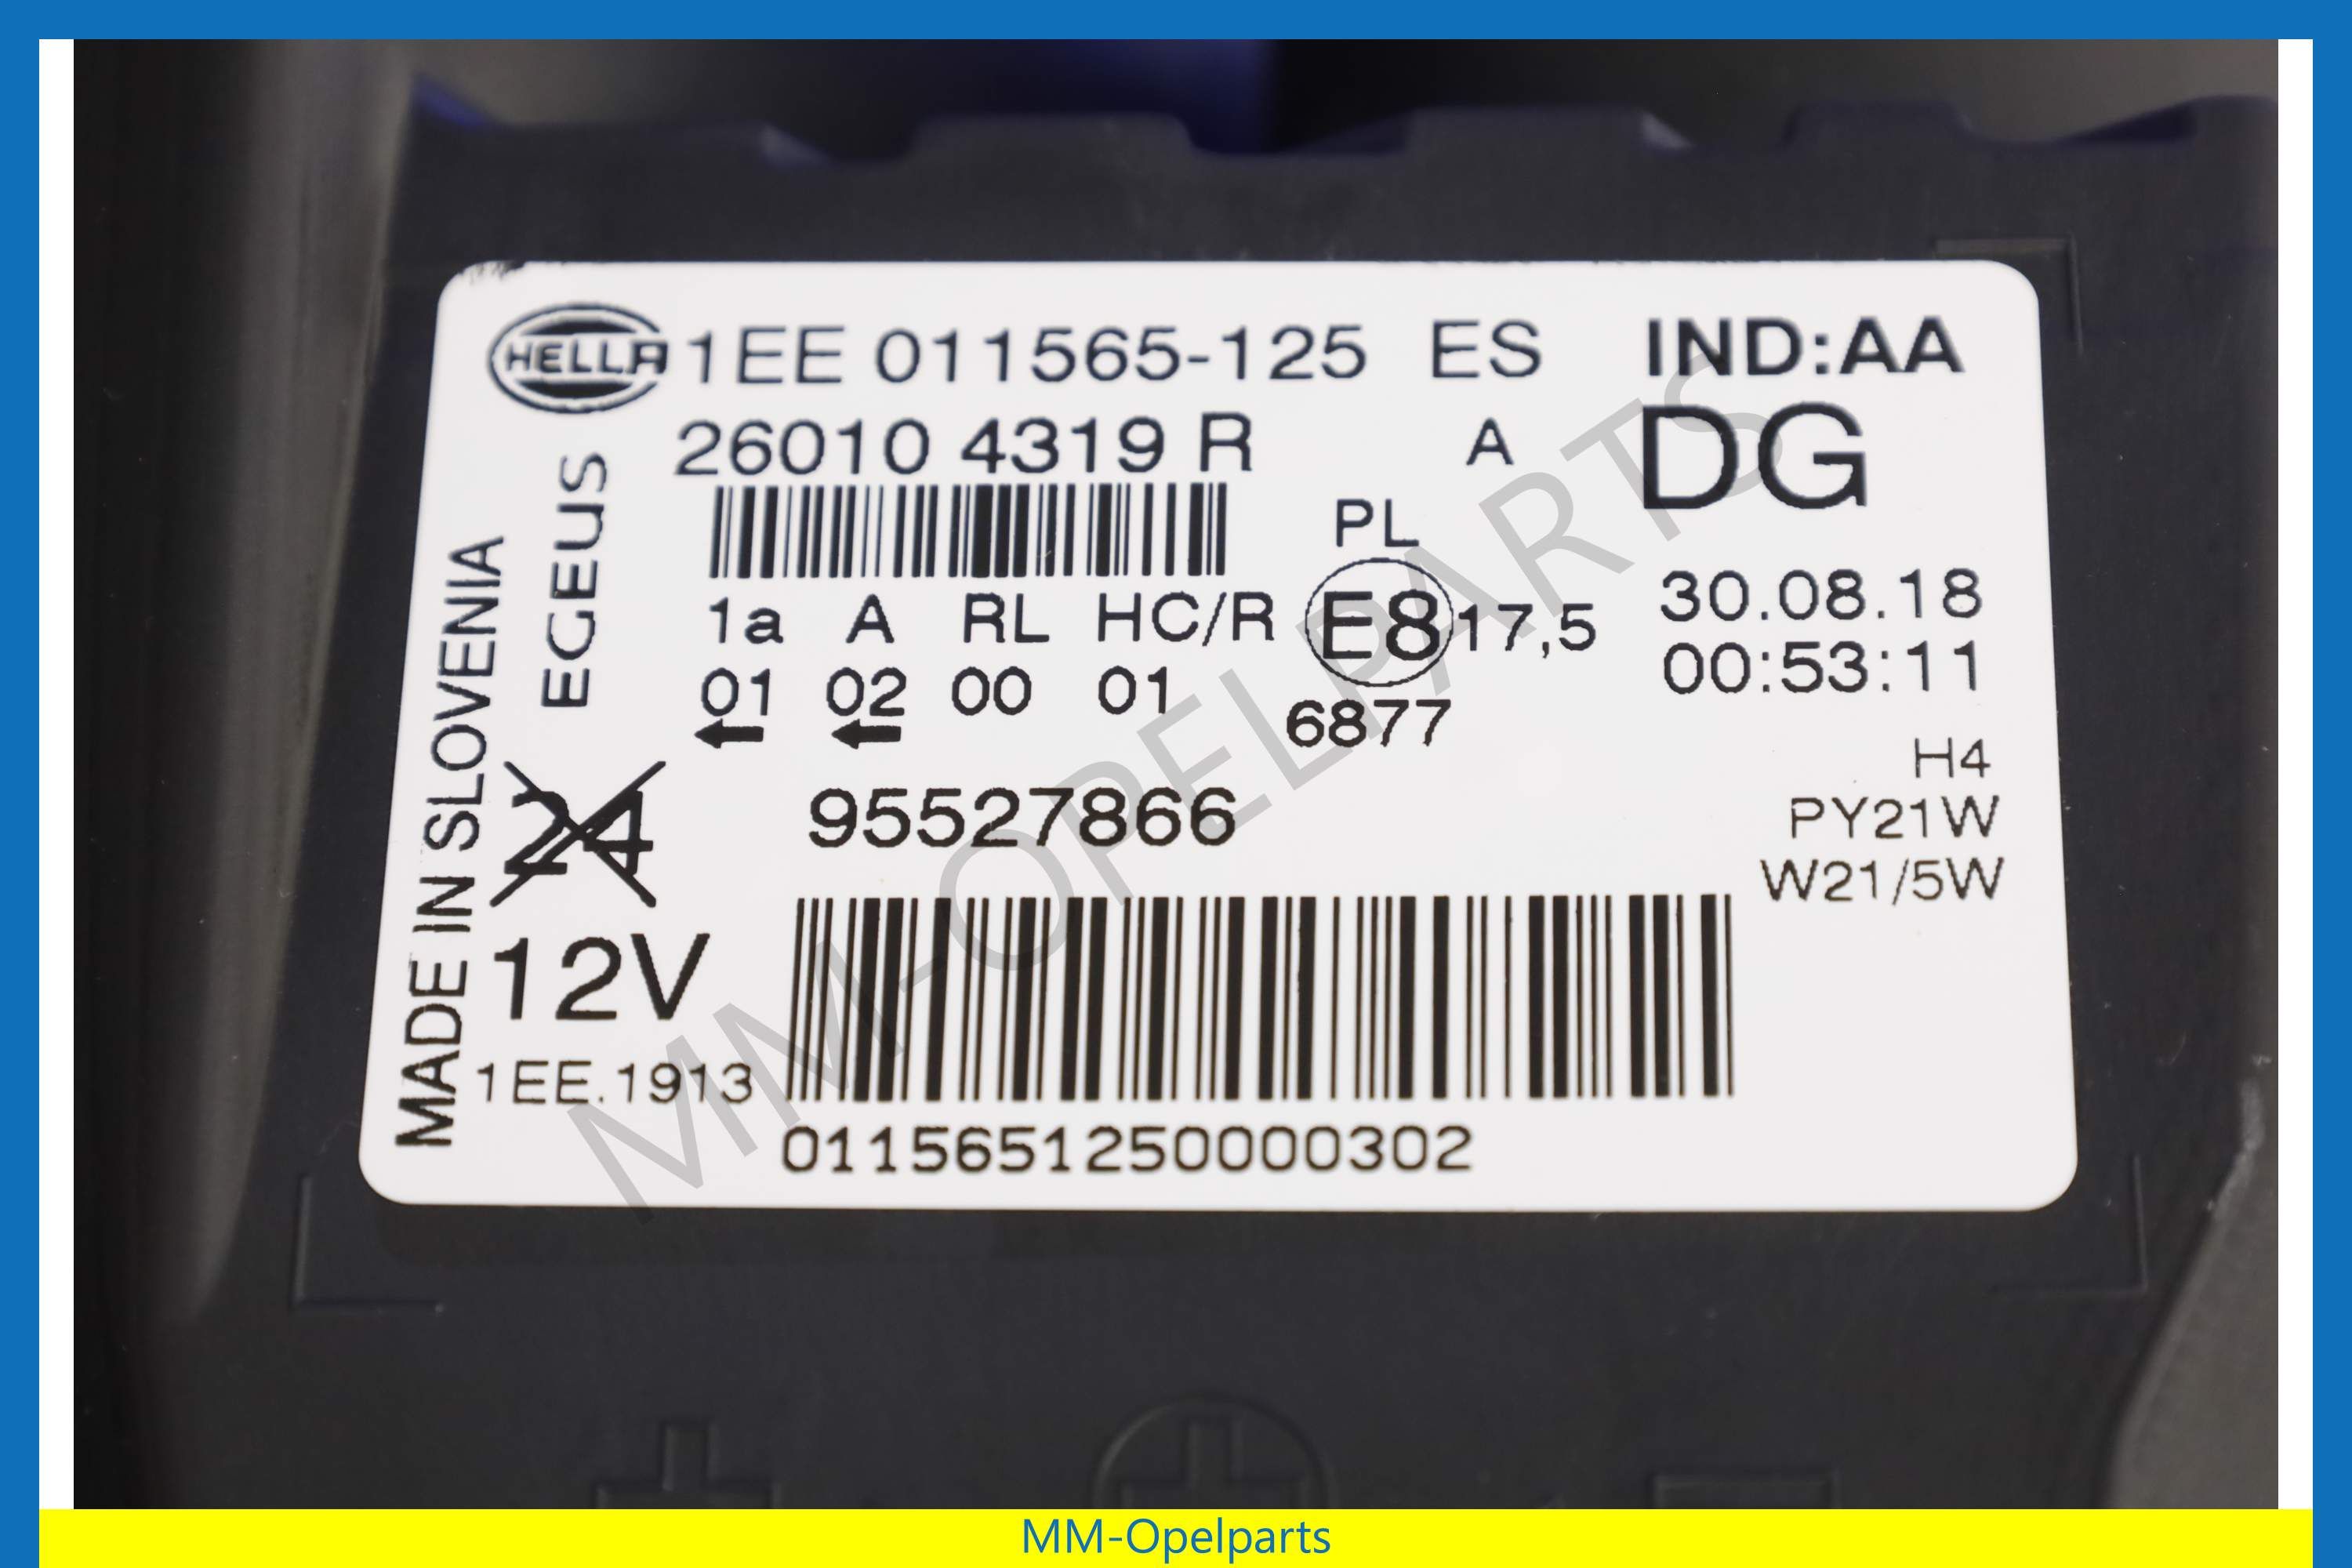 HELLA 1EE 011565-125 ES IND:AA
26010 4319 R A DG
EGEUS
MADE IN SLOVENIA
PL
1a A RL HC/R E8 17,5 30.08.18
01 02 00 01 6877 00:53:11
24 95527866 H4
PY21W
W21/5W
12V
1EE.1913
0115651250000302
MM-OPELPARTS
MM-Opelparts